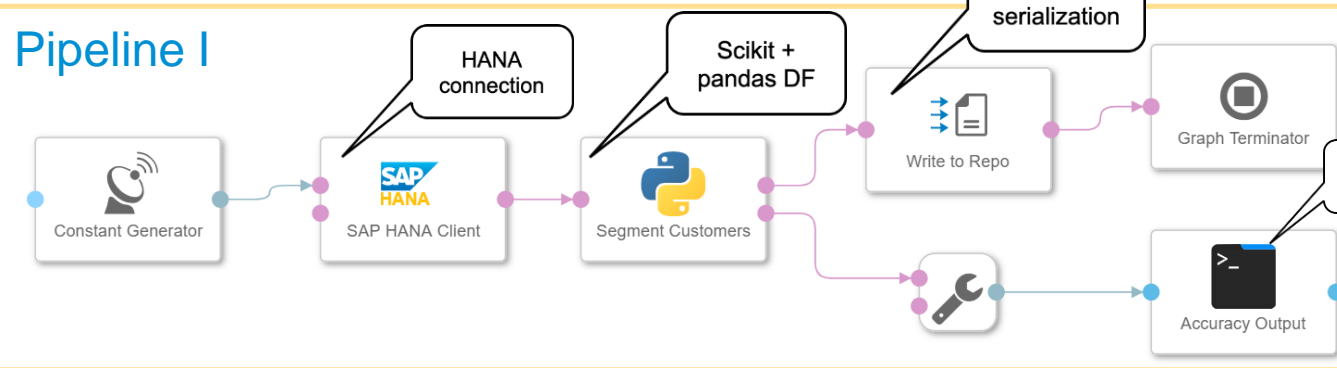 Pipeline I
HANA
connection
Scikit +
pandas DF
serialization
Constant Generator
SAP
HANA
SAP HANA Client
Segment Customers
Write to Repo
Graph Terminator
>_
Accuracy Output